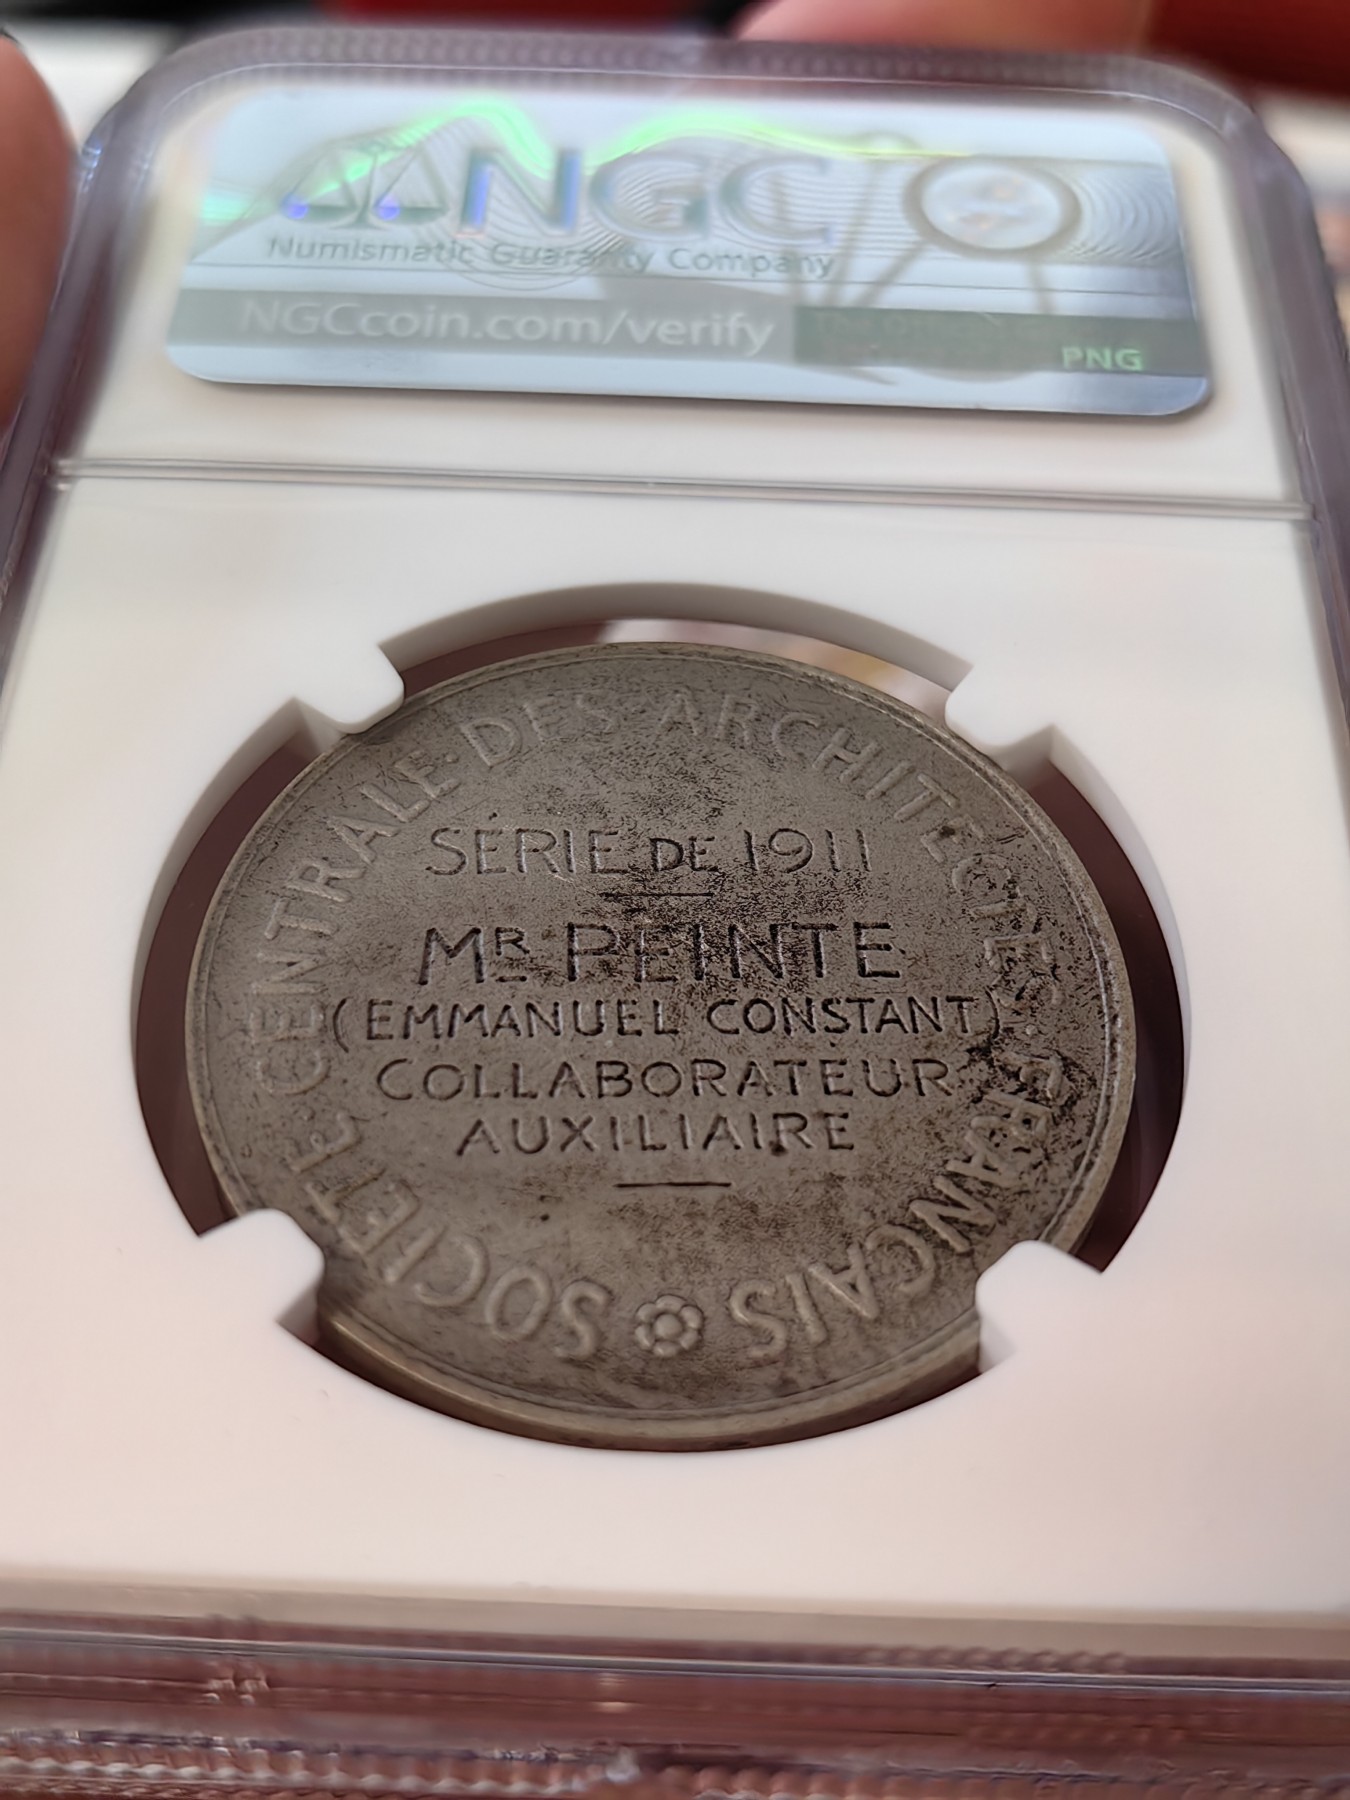 NGC
Numismatic Guaranty Company
NGCcoin.com/verify
PNG
SOCIETE·CENTRALE·DES·ARCHITECTES·FRANCAIS
SÉRIE DE 1911
MR PEINTE
(EMMANUEL CONSTANT)
COLLABORATEUR
AUXILIAIRE